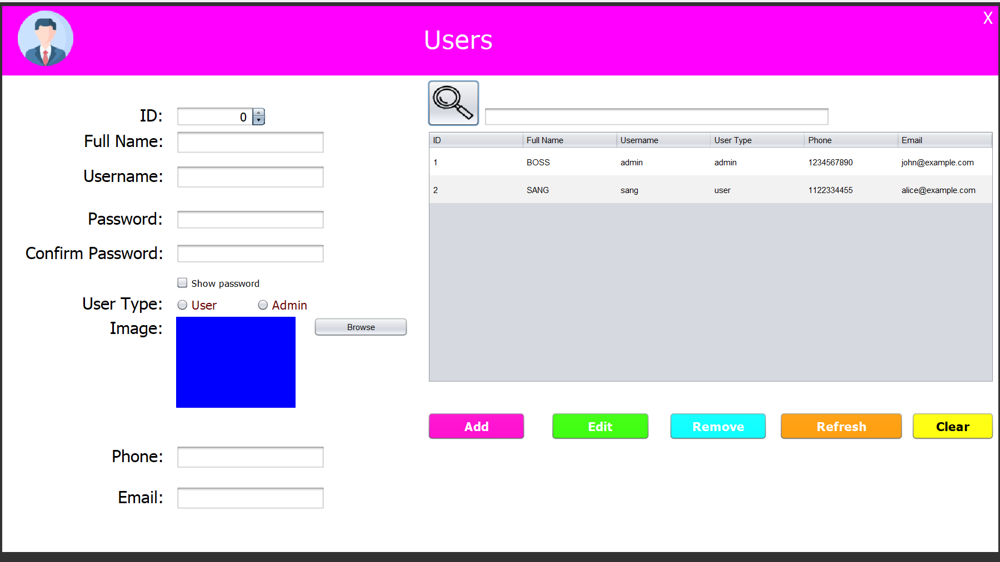 X
Users
ID: 0
Full Name:
Username:
Password:
Confirm Password:
Show password
User Type: User Admin
Image: Browse
Phone:
Email:
ID Full Name Username User Type Phone Email
1 BOSS admin admin 1234567890 john@example.com
2 SANG sang user 1122334455 alice@example.com
Add Edit Remove Refresh Clear